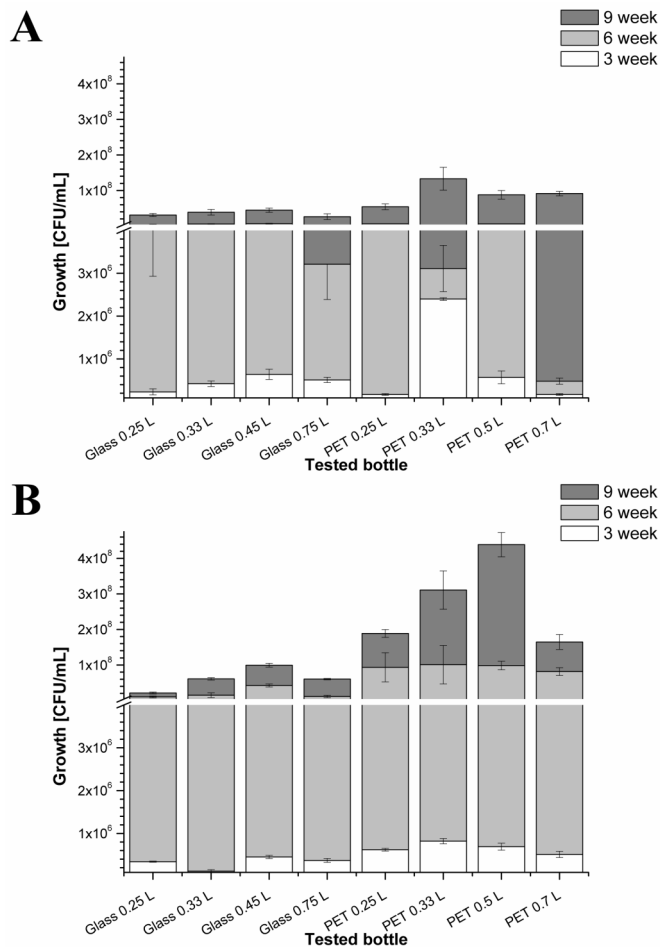 A
9 week
6 week
3 week
4x10⁸
3x10⁸
2x10⁸
1x10⁸
3x10⁶
2x10⁶
1x10⁶
Growth [CFU/mL]
Glass 0.25 L
Glass 0.33 L
Glass 0.45 L
Glass 0.75 L
PET 0.25 L
PET 0.33 L
PET 0.5 L
PET 0.7 L
Tested bottle
B
9 week
6 week
3 week
4x10⁸
3x10⁸
2x10⁸
1x10⁸
3x10⁶
2x10⁶
1x10⁶
Growth [CFU/mL]
Glass 0.25 L
Glass 0.33 L
Glass 0.45 L
Glass 0.75 L
PET 0.25 L
PET 0.33 L
PET 0.5 L
PET 0.7 L
Tested bottle